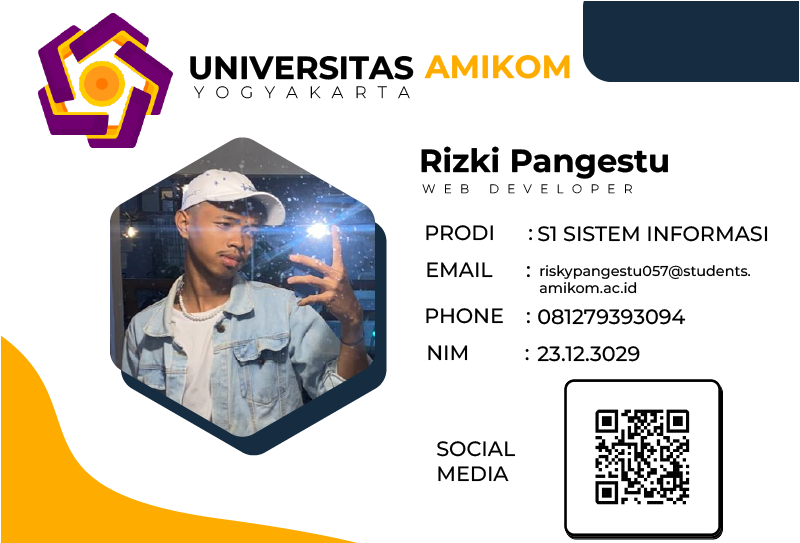 UNIVERSITAS AMIKOM
YOGYAKARTA
Rizki Pangestu
WEB DEVELOPER
PRODI : S1 SISTEM INFORMASI
EMAIL : riskypangestu057@students.
amikom.ac.id
PHONE : 081279393094
NIM : 23.12.3029
SOCIAL
MEDIA